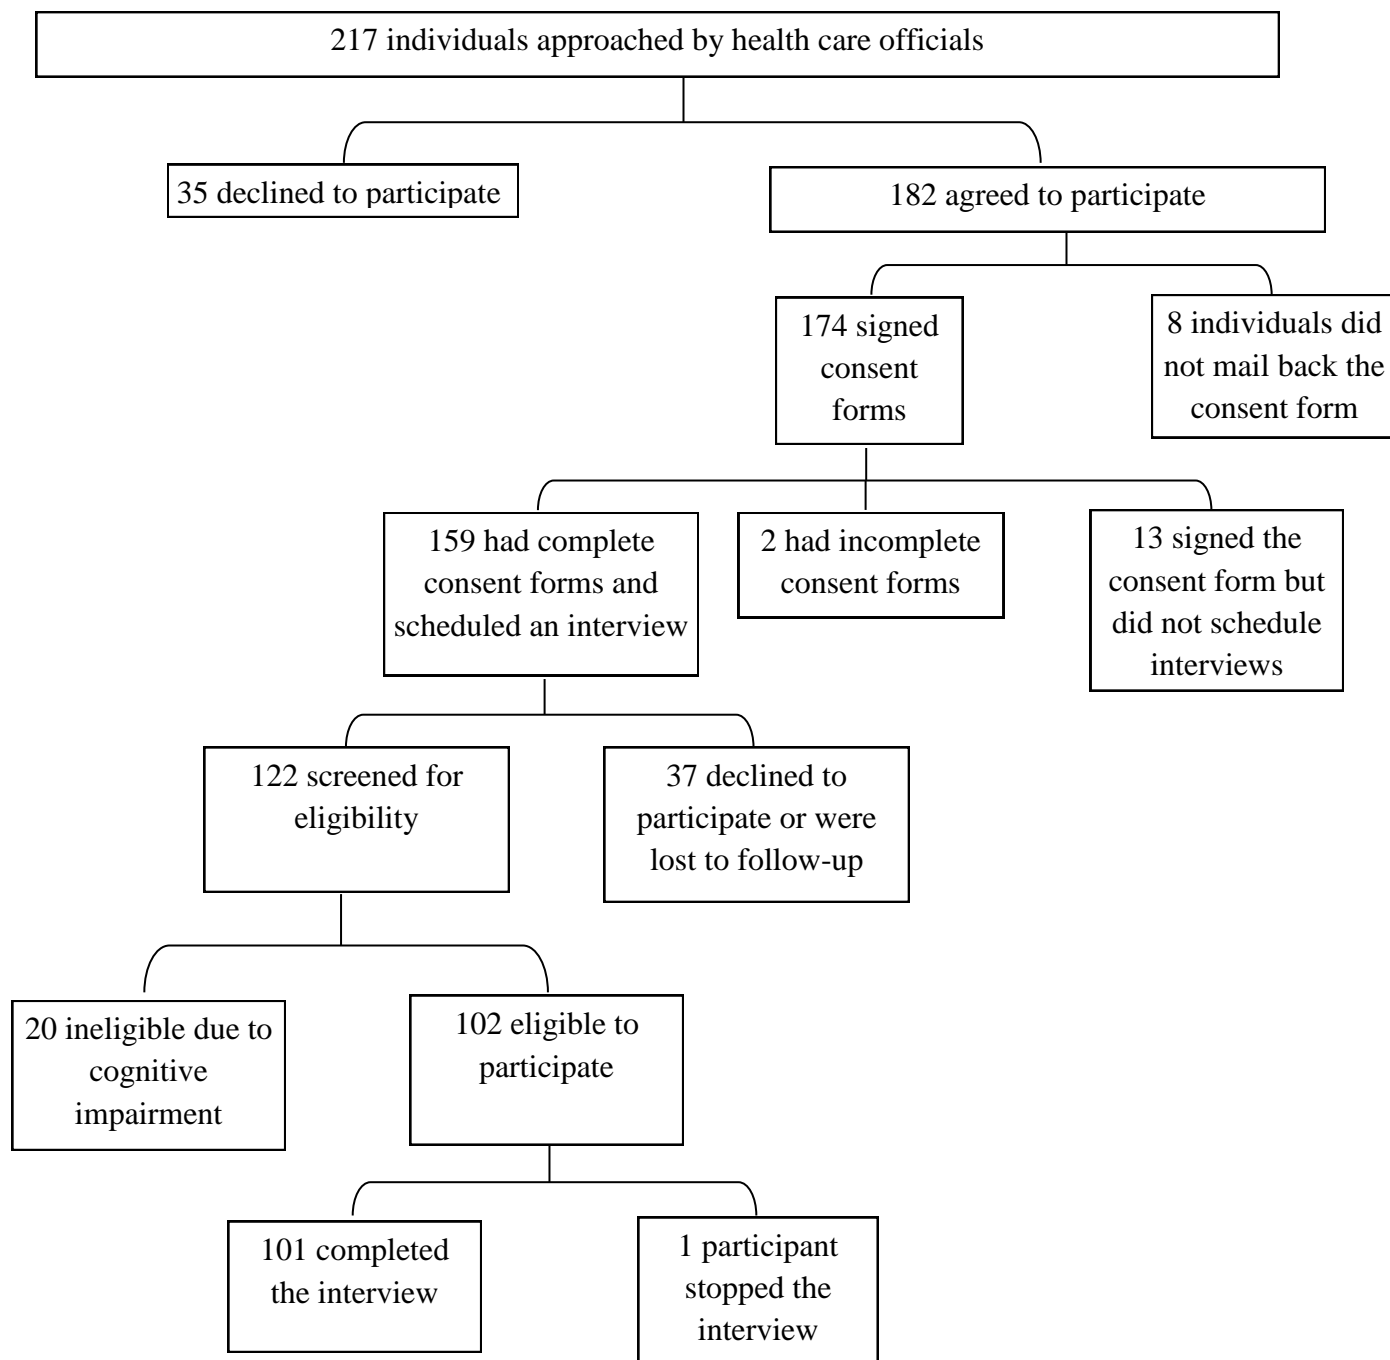 217 individuals approached by health care officials
35 declined to participate
182 agreed to participate
174 signed
consent
forms
8 individuals did
not mail back the
consent form
159 had complete
consent forms and
scheduled an interview
2 had incomplete
consent forms
13 signed the
consent form but
did not schedule
interviews
122 screened for
eligibility
37 declined to
participate or were
lost to follow-up
20 ineligible due to
cognitive
impairment
102 eligible to
participate
101 completed
the interview
1 participant
stopped the
interview